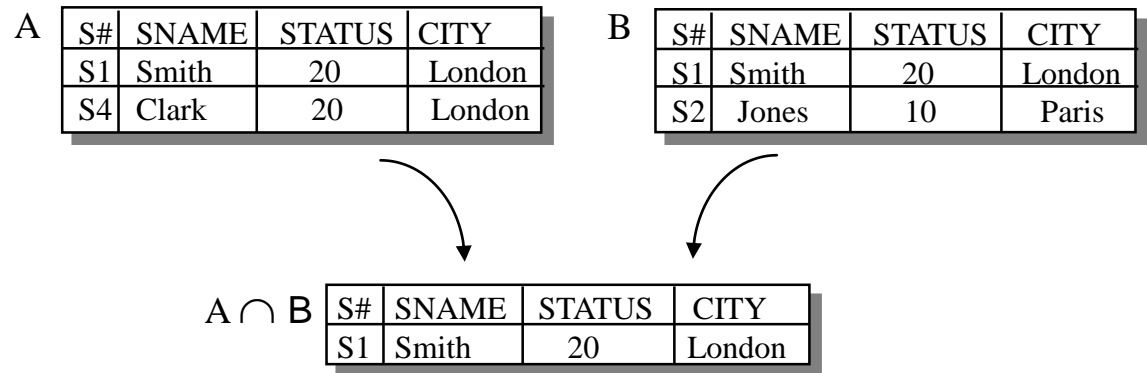 A
S# SNAME STATUS CITY
S1 Smith 20 London
S4 Clark 20 London
B
S# SNAME STATUS CITY
S1 Smith 20 London
S2 Jones 10 Paris
A ∩ B
S# SNAME STATUS CITY
S1 Smith 20 London